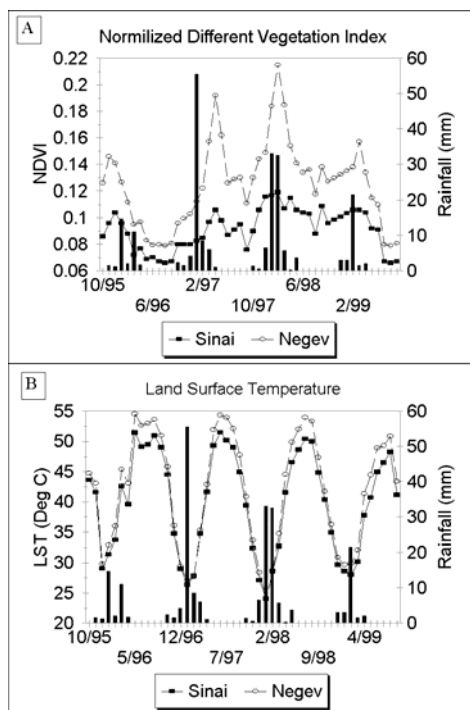 A
Normilized Different Vegetation Index
0.22
0.2
0.18
0.16
0.14
0.12
0.1
0.08
0.06
NDVI
60
50
40
30
20
10
0
Rainfall (mm)
10/95 2/97 6/98
6/96 10/97 2/99
Sinai Negev
B
Land Surface Temperature
55
50
45
40
35
30
25
20
LST (Deg C)
60
50
40
30
20
10
0
Rainfall (mm)
10/95 12/96 2/98 4/99
5/96 7/97 9/98
Sinai Negev